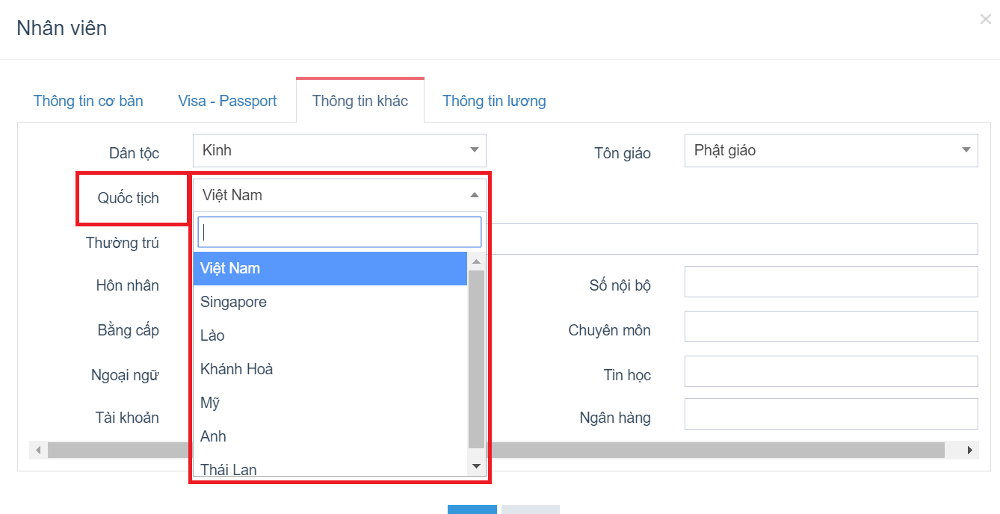 Nhân viên
Thông tin cơ bản Visa - Passport Thông tin khác Thông tin lương
Dân tộc Kinh Tôn giáo Phật giáo
Quốc tịch Việt Nam
Thường trú
Việt Nam
Hôn nhân Số nội bộ
Singapore
Bằng cấp Chuyên môn
Lào
Khánh Hoà
Ngoại ngữ Tin học
Mỹ
Tài khoản Ngân hàng
Anh
Thái Lan